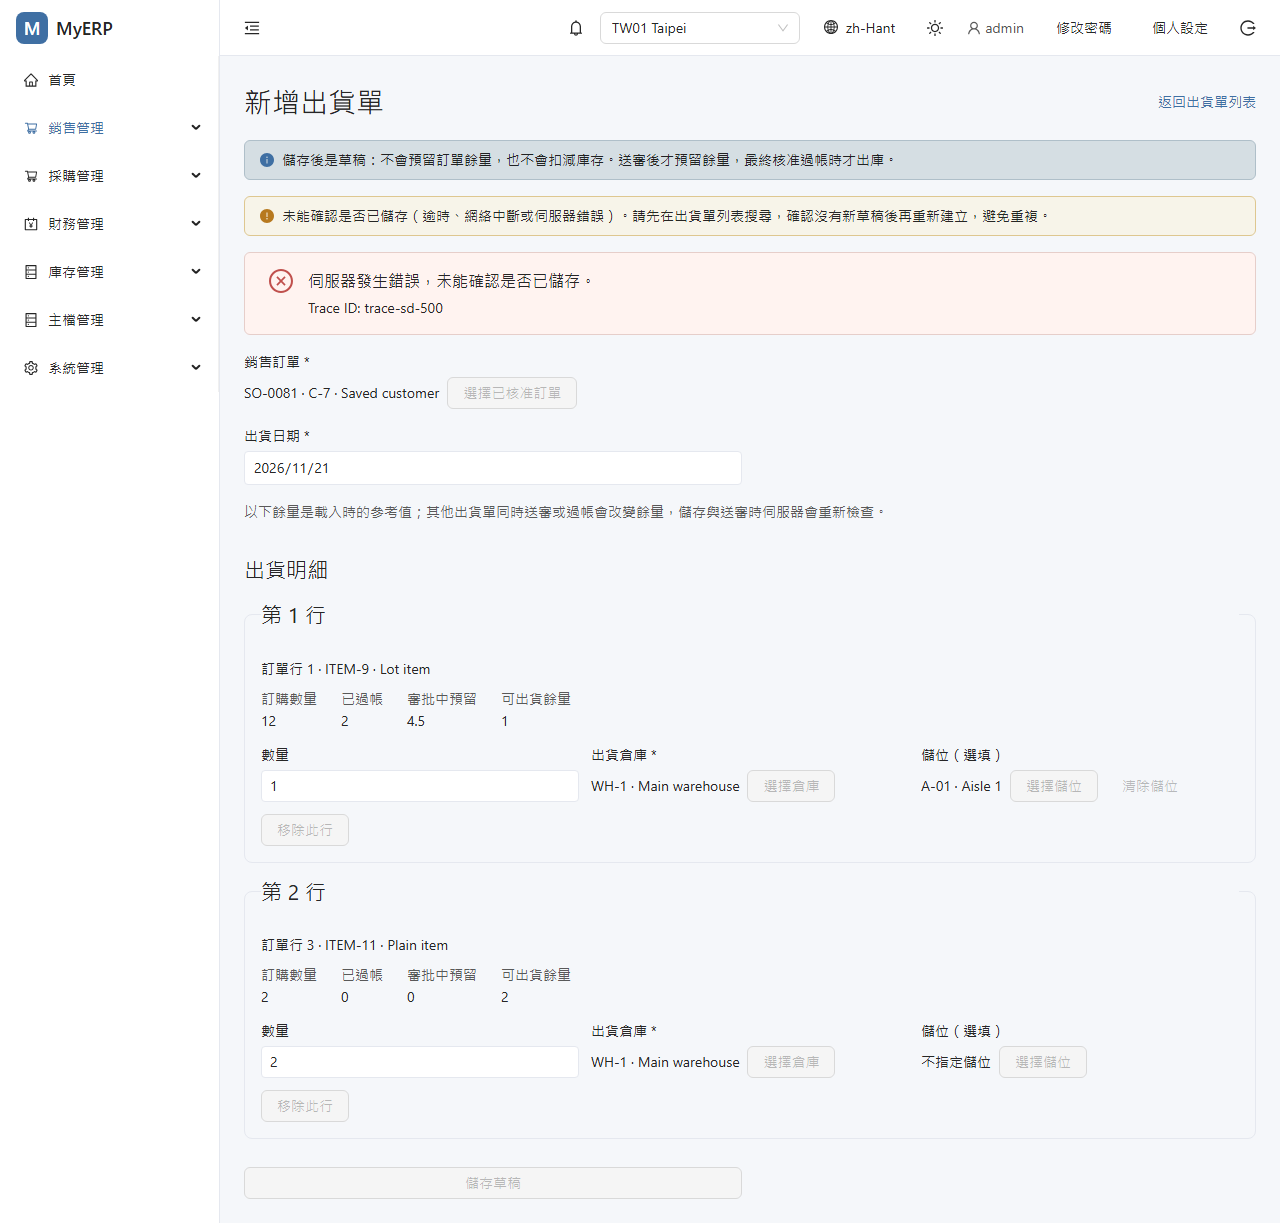 M MyERP
TW01 Taipei
zh-Hant
admin
修改密碼
個人設定
首頁
銷售管理
採購管理
財務管理
庫存管理
主檔管理
系統管理
新增出貨單
返回出貨單列表
儲存後是草稿：不會預留訂單餘量，也不會扣減庫存。送審後才預留餘量，最終核准過帳時才出庫。
未能確認是否已儲存（逾時、網絡中斷或伺服器錯誤）。請先在出貨單列表搜尋，確認沒有新草稿後再重新建立，避免重複。
伺服器發生錯誤，未能確認是否已儲存。
Trace ID: trace-sd-500
銷售訂單 *
SO-0081 · C-7 · Saved customer 選擇已核准訂單
出貨日期 *
2026/11/21
以下餘量是載入時的參考值；其他出貨單同時送審或過帳會改變餘量，儲存與送審時伺服器會重新檢查。
出貨明細
第 1 行
訂單行 1 · ITEM-9 · Lot item
訂購數量 已過帳 審批中預留 可出貨餘量
12 2 4.5 1
數量 出貨倉庫 * 儲位（選填）
1 WH-1 · Main warehouse 選擇倉庫 A-01 · Aisle 1 選擇儲位 清除儲位
移除此行
第 2 行
訂單行 3 · ITEM-11 · Plain item
訂購數量 已過帳 審批中預留 可出貨餘量
2 0 0 2
數量 出貨倉庫 * 儲位（選填）
2 WH-1 · Main warehouse 選擇倉庫 不指定儲位 選擇儲位
移除此行
儲存草稿